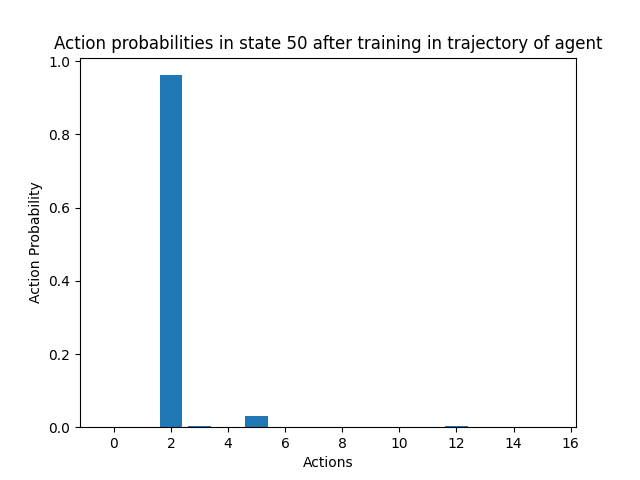 Action probabilities in state 50 after training in trajectory of agent
1.0
0.8
0.6
0.4
0.2
0.0
Action Probability
0 2 4 6 8 10 12 14 16
Actions